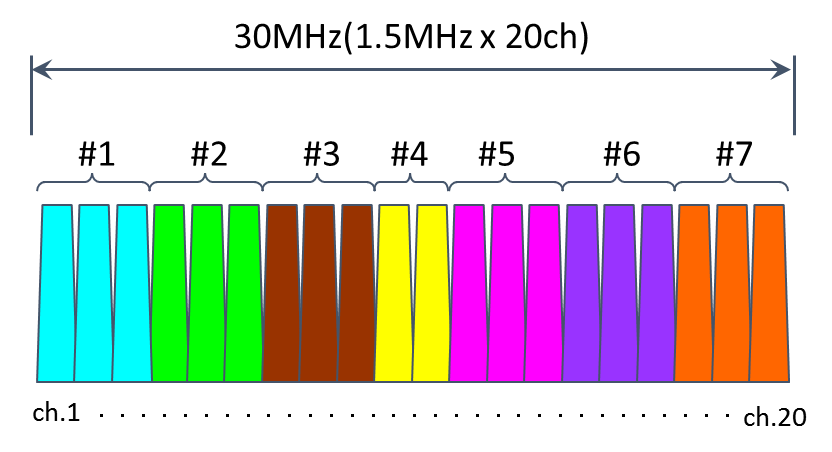 30MHz(1.5MHz x 20ch)
#1 #2 #3 #4 #5 #6 #7
ch.1 . . . . . . . . . . . . . . . . . . . . . . . . ch.20